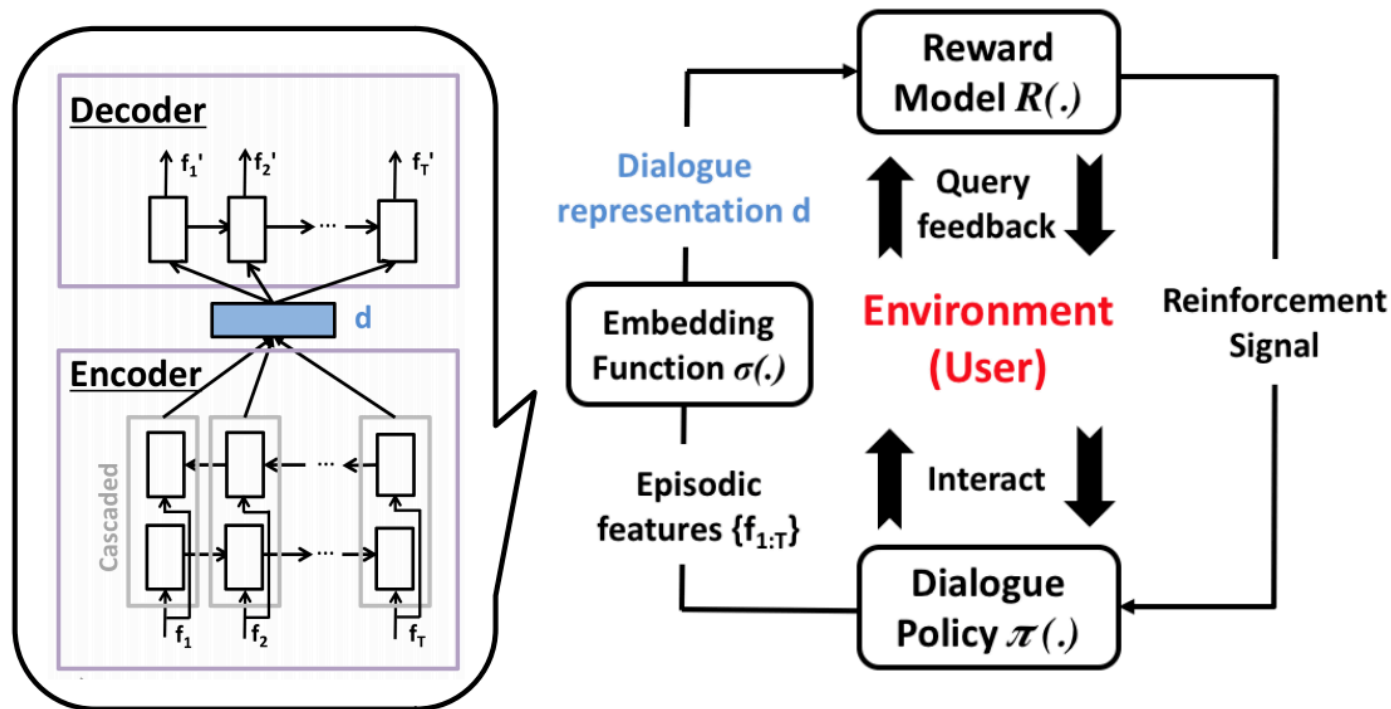 Decoder
f1'
f2'
fT'
...
d
Encoder
Cascaded
...
...
f1
f2
fT
Reward
Model R(.)
Dialogue
representation d
Query
feedback
Embedding
Function σ(.)
Environment
(User)
Reinforcement
Signal
Episodic
features {f1:T}
Interact
Dialogue
Policy π(.)